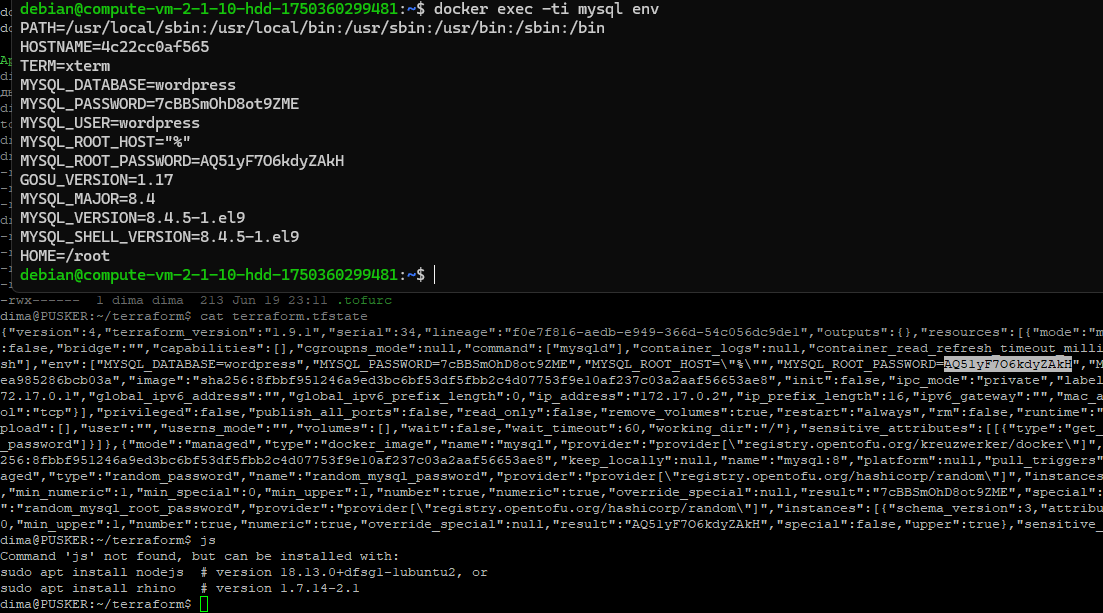 debian@compute-vm-2-1-10-hdd-1750360299481:~$ docker exec -ti mysql env
PATH=/usr/local/sbin:/usr/local/bin:/usr/sbin:/usr/bin:/sbin:/bin
HOSTNAME=4c22cc0af565
TERM=xterm
MYSQL_DATABASE=wordpress
MYSQL_PASSWORD=7cBBSmOhD8ot9ZME
MYSQL_USER=wordpress
MYSQL_ROOT_HOST="%"
MYSQL_ROOT_PASSWORD=AQ51yF7O6kdyZAkH
GOSU_VERSION=1.17
MYSQL_MAJOR=8.4
MYSQL_VERSION=8.4.5-1.el9
MYSQL_SHELL_VERSION=8.4.5-1.el9
HOME=/root
debian@compute-vm-2-1-10-hdd-1750360299481:~$
-rwx------ 1 dima dima 213 Jun 19 23:11 .tofurc
dima@PUSKER:~/terraform$ cat terraform.tfstate
{"version":4,"terraform_version":"1.9.1","serial":34,"lineage":"f0e7f816-aedb-e949-366d-54c056dc9de1","outputs":{},"resources":[{"mode":"m
:false,"bridge":"","capabilities":[],"cgroupns_mode":null,"command":["mysqld"],"container_logs":null,"container_read_refresh_timeout_milli
sh"],"env":["MYSQL_DATABASE=wordpress","MYSQL_PASSWORD=7cBBSmOhD8ot9ZME","MYSQL_ROOT_HOST=\"%\"","MYSQL_ROOT_PASSWORD=AQ51yF7O6kdyZAkH","M
ea985286bcb03a","image":"sha256:8fbbf951246a9ed3bc6bf53df5fbb2c4d07753f9e10af237c03a2aaf56653ae8","init":false,"ipc_mode":"private","label
72.17.0.1","global_ipv6_address":"","global_ipv6_prefix_length":0,"ip_address":"172.17.0.2","ip_prefix_length":16,"ipv6_gateway":"","mac_a
ol":"tcp"}],"privileged":false,"publish_all_ports":false,"read_only":false,"remove_volumes":true,"restart":"always","rm":false,"runtime":"
pload":[],"user":"","userns_mode":"","volumes":[],"wait":false,"wait_timeout":60,"working_dir":"/"},"sensitive_attributes":[[{"type":"get_
_password"}]]},{"mode":"managed","type":"docker_image","name":"mysql","provider":"provider[\"registry.opentofu.org/kreuzwerker/docker\"]","
256:8fbbf951246a9ed3bc6bf53df5fbb2c4d07753f9e10af237c03a2aaf56653ae8","keep_locally":null,"name":"mysql:8","platform":null,"pull_triggers"
aged","type":"random_password","name":"random_mysql_password","provider":"provider[\"registry.opentofu.org/hashicorp/random\"]","instances
,"min_numeric":1,"min_special":0,"min_upper":1,"number":true,"numeric":true,"override_special":null,"result":"7cBBSmOhD8ot9ZME","special":
":"random_mysql_root_password","provider":"provider[\"registry.opentofu.org/hashicorp/random\"]","instances":[{"schema_version":3,"attribu
0,"min_upper":1,"number":true,"numeric":true,"override_special":null,"result":"AQ51yF7O6kdyZAkH","special":false,"upper":true},"sensitive_
dima@PUSKER:~/terraform$ js
Command 'js' not found, but can be installed with:
sudo apt install nodejs # version 18.13.0+dfsg1-1ubuntu2, or
sudo apt install rhino # version 1.7.14-2.1
dima@PUSKER:~/terraform$